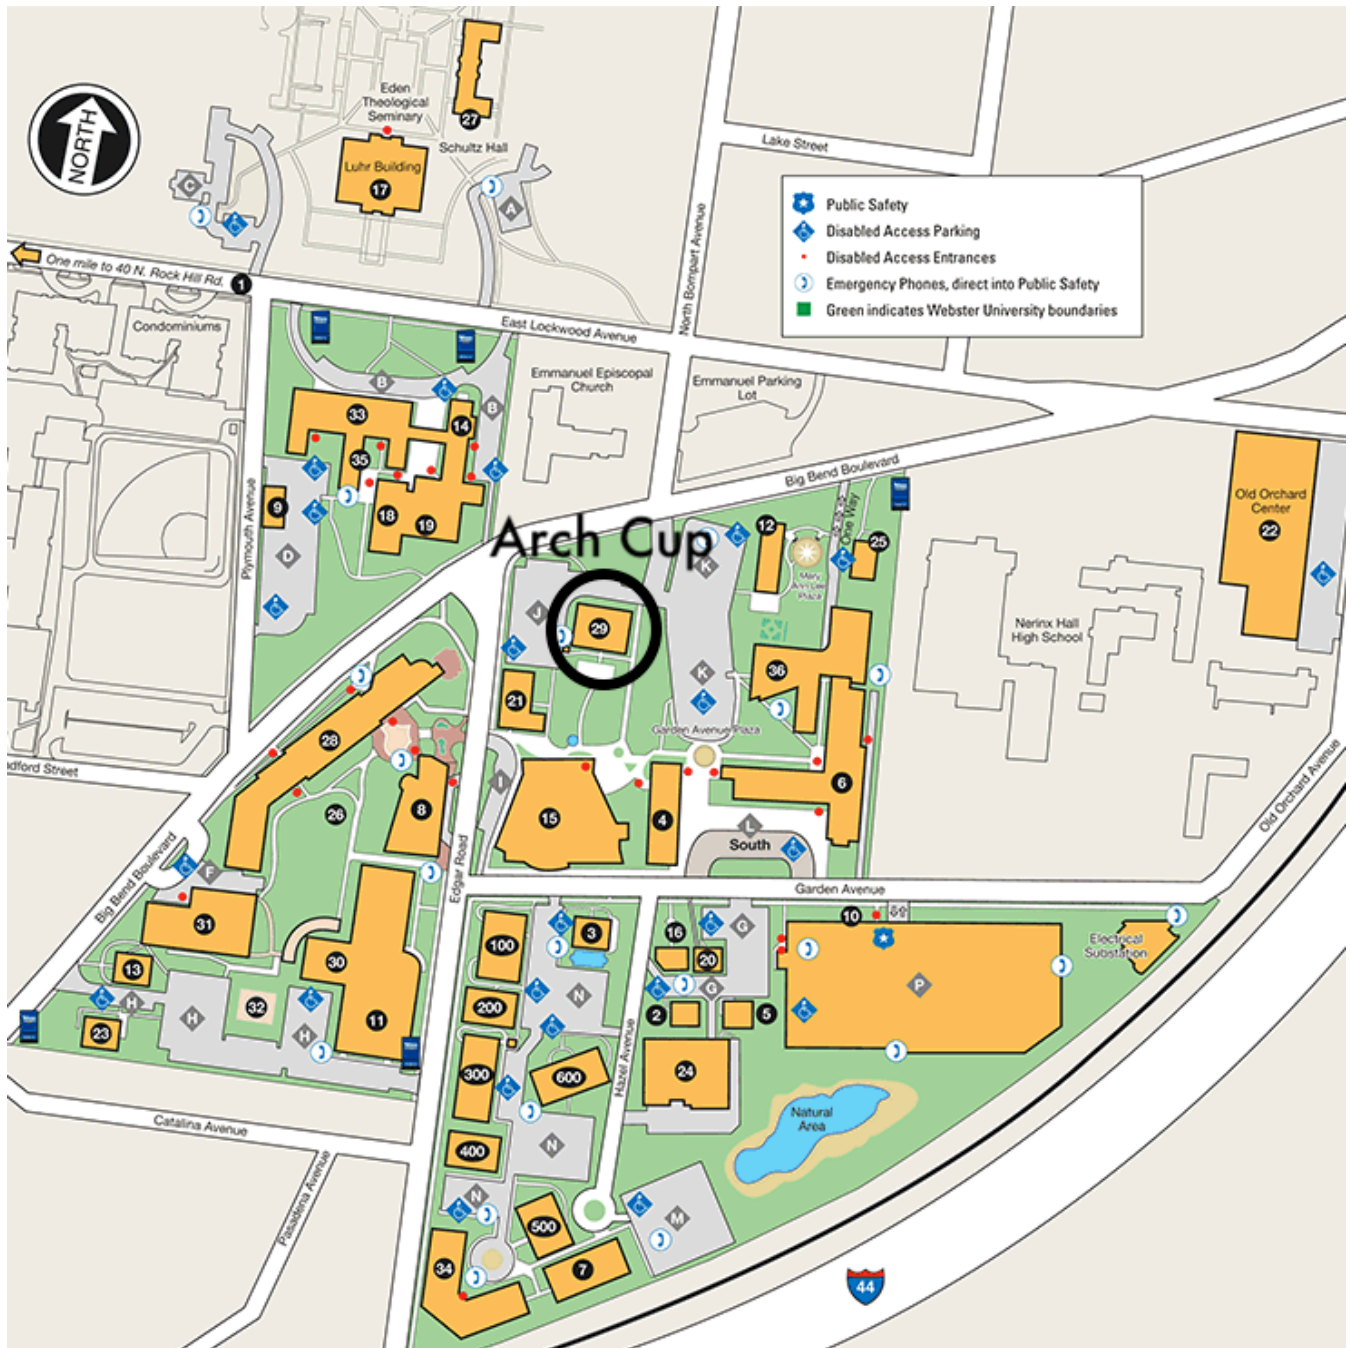 NORTH
Eden
Theological
Seminary
27
Schultz Hall
Luhr Building
17
C
A
Lake Street
North Bompart Avenue
Public Safety
Disabled Access Parking
Disabled Access Entrances
Emergency Phones, direct into Public Safety
Green indicates Webster University boundaries
One mile to 40 N. Rock Hill Rd.
1
Condominiums
East Lockwood Avenue
Emmanuel Episcopal
Church
Emmanuel Parking
Lot
B
B
33
14
35
9
18
19
D
Plymouth Avenue
Big Bend Boulevard
One Way
Old Orchard
Center
22
Arch Cup
12
25
K
Mary
Ann Lee
Plaza
J
29
Nerinx Hall
High School
36
K
21
Garden Avenue Plaza
28
I
6
8
26
15
4
L
South
Old Orchard Avenue
Big Bend Boulevard
Edgar Road
F
Garden Avenue
31
100
3
16
G
10
Electrical
Substation
13
30
20
H
H
32
H
11
200
N
G
P
2
5
23
300
600
24
Hazel Avenue
Natural
Area
Catalina Avenue
400
N
Pasadena Avenue
N
500
M
34
7
44